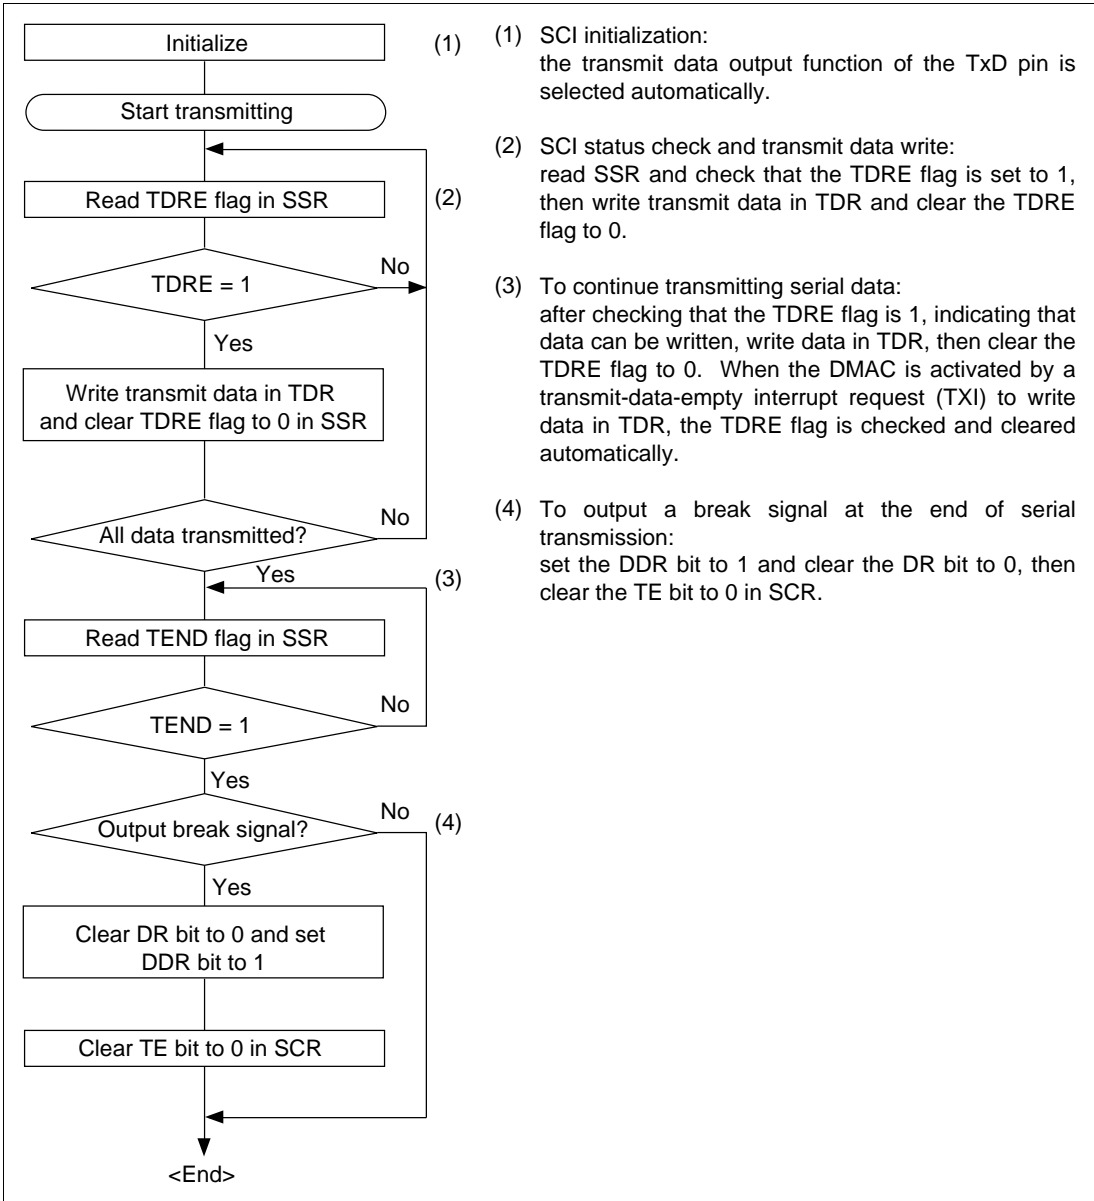 Initialize
(1)
Start transmitting
Read TDRE flag in SSR
(2)
TDRE = 1
No
Yes
Write transmit data in TDR
and clear TDRE flag to 0 in SSR
All data transmitted?
No
Yes
(3)
Read TEND flag in SSR
TEND = 1
No
Yes
Output break signal?
No
(4)
Yes
Clear DR bit to 0 and set
DDR bit to 1
Clear TE bit to 0 in SCR
<End>
(1) SCI initialization:
the transmit data output function of the TxD pin is
selected automatically.
(2) SCI status check and transmit data write:
read SSR and check that the TDRE flag is set to 1,
then write transmit data in TDR and clear the TDRE
flag to 0.
(3) To continue transmitting serial data:
after checking that the TDRE flag is 1, indicating that
data can be written, write data in TDR, then clear the
TDRE flag to 0. When the DMAC is activated by a
transmit-data-empty interrupt request (TXI) to write
data in TDR, the TDRE flag is checked and cleared
automatically.
(4) To output a break signal at the end of serial
transmission:
set the DDR bit to 1 and clear the DR bit to 0, then
clear the TE bit to 0 in SCR.